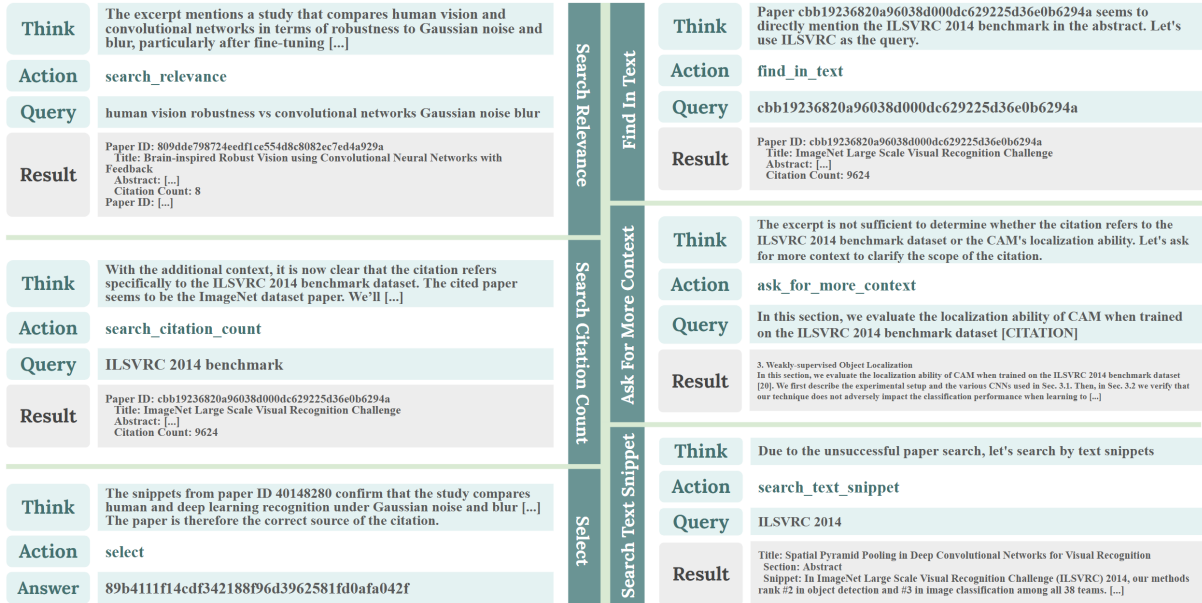 Think
The excerpt mentions a study that compares human vision and
convolutional networks in terms of robustness to Gaussian noise and
blur, particularly after fine-tuning [...]
Action
search_relevance
Query
human vision robustness vs convolutional networks Gaussian noise blur
Result
Paper ID: 809dde798724eedf1ce554d8c8082ec7ed4a929a
Title: Brain-inspired Robust Vision using Convolutional Neural Networks with
Feedback
Abstract: [...]
Citation Count: 8
Paper ID: [...]
Search Relevance
Think
With the additional context, it is now clear that the citation refers
specifically to the ILSVRC 2014 benchmark dataset. The cited paper
seems to be the ImageNet dataset paper. We'll [...]
Action
search_citation_count
Query
ILSVRC 2014 benchmark
Result
Paper ID: cbb19236820a96038d000dc629225d36e0b6294a
Title: ImageNet Large Scale Visual Recognition Challenge
Abstract: [...]
Citation Count: 9624
Search Citation Count
Think
The snippets from paper ID 40148280 confirm that the study compares
human and deep learning recognition under Gaussian noise and blur [...]
The paper is therefore the correct source of the citation.
Action
select
Answer
89b4111f14cdf342188f96d3962581fd0afa042f
Select
Find In Text
Think
Paper cbb19236820a96038d000dc629225d36e0b6294a seems to
directly mention the ILSVRC 2014 benchmark in the abstract. Let's
use ILSVRC as the query.
Action
find_in_text
Query
cbb19236820a96038d000dc629225d36e0b6294a
Result
Paper ID: cbb19236820a96038d000dc629225d36e0b6294a
Title: ImageNet Large Scale Visual Recognition Challenge
Abstract: [...]
Citation Count: 9624
Ask For More Context
Think
The excerpt is not sufficient to determine whether the citation refers to the
ILSVRC 2014 benchmark dataset or the CAM's localization ability. Let's ask
for more context to clarify the scope of the citation.
Action
ask_for_more_context
Query
In this section, we evaluate the localization ability of CAM when trained
on the ILSVRC 2014 benchmark dataset [CITATION]
Result
3. Weakly-supervised Object Localization
In this section, we evaluate the localization ability of CAM when trained on the ILSVRC 2014 benchmark dataset
[20]. We first describe the experimental setup and the various CNNs used in Sec. 3.1. Then, in Sec. 3.2 we verify that
our technique does not adversely impact the classification performance when learning to [...]
Search Text Snippet
Think
Due to the unsuccessful paper search, let's search by text snippets
Action
search_text_snippet
Query
ILSVRC 2014
Result
Title: Spatial Pyramid Pooling in Deep Convolutional Networks for Visual Recognition
Section: Abstract
Snippet: In ImageNet Large Scale Visual Recognition Challenge (ILSVRC) 2014, our methods
rank #2 in object detection and #3 in image classification among all 38 teams. [...]